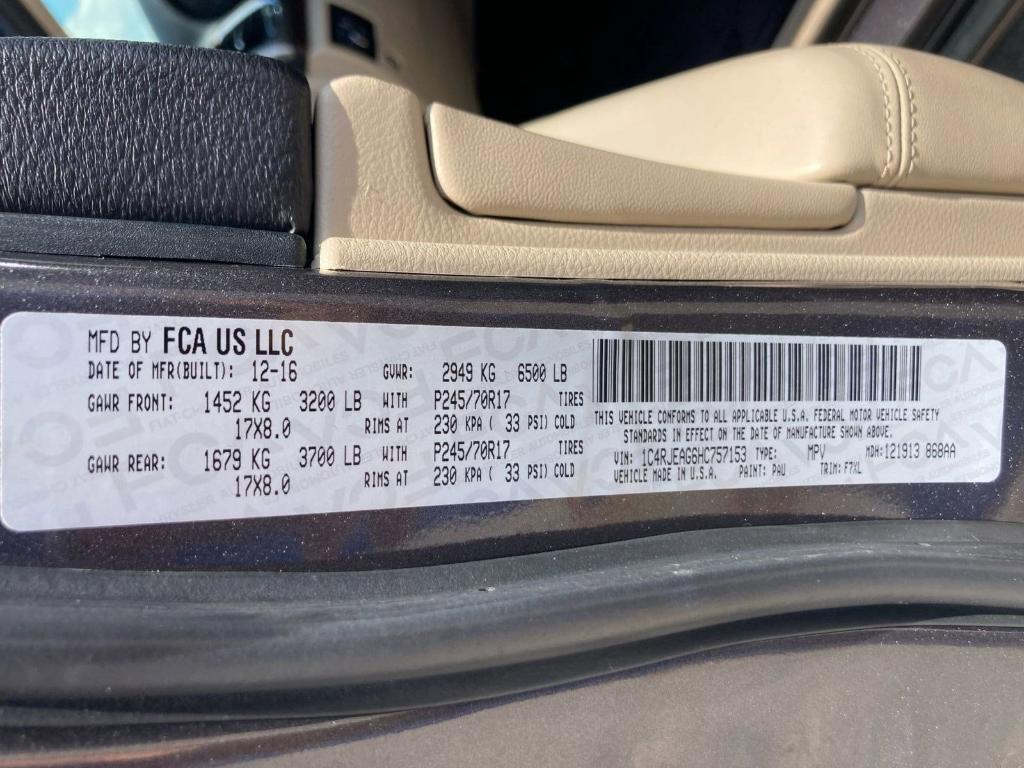 MFD BY FCA US LLC
DATE OF MFR(BUILT): 12-16 GVWR: 2949 KG 6500 LB
GAWR FRONT: 1452 KG 3200 LB WITH P245/70R17 TIRES
17X8.0 RIMS AT 230 KPA ( 33 PSI) COLD
GAWR REAR: 1679 KG 3700 LB WITH P245/70R17 TIRES
17X8.0 RIMS AT 230 KPA ( 33 PSI) COLD
THIS VEHICLE CONFORMS TO ALL APPLICABLE U.S.A. FEDERAL MOTOR VEHICLE SAFETY
STANDARDS IN EFFECT ON THE DATE OF MANUFACTURE SHOWN ABOVE.
VIN: 1C4RJEAG6HC757153 TYPE: MPV MDH:121913 868AA
VEHICLE MADE IN U.S.A. PAINT: PAU TRIM: F7XL